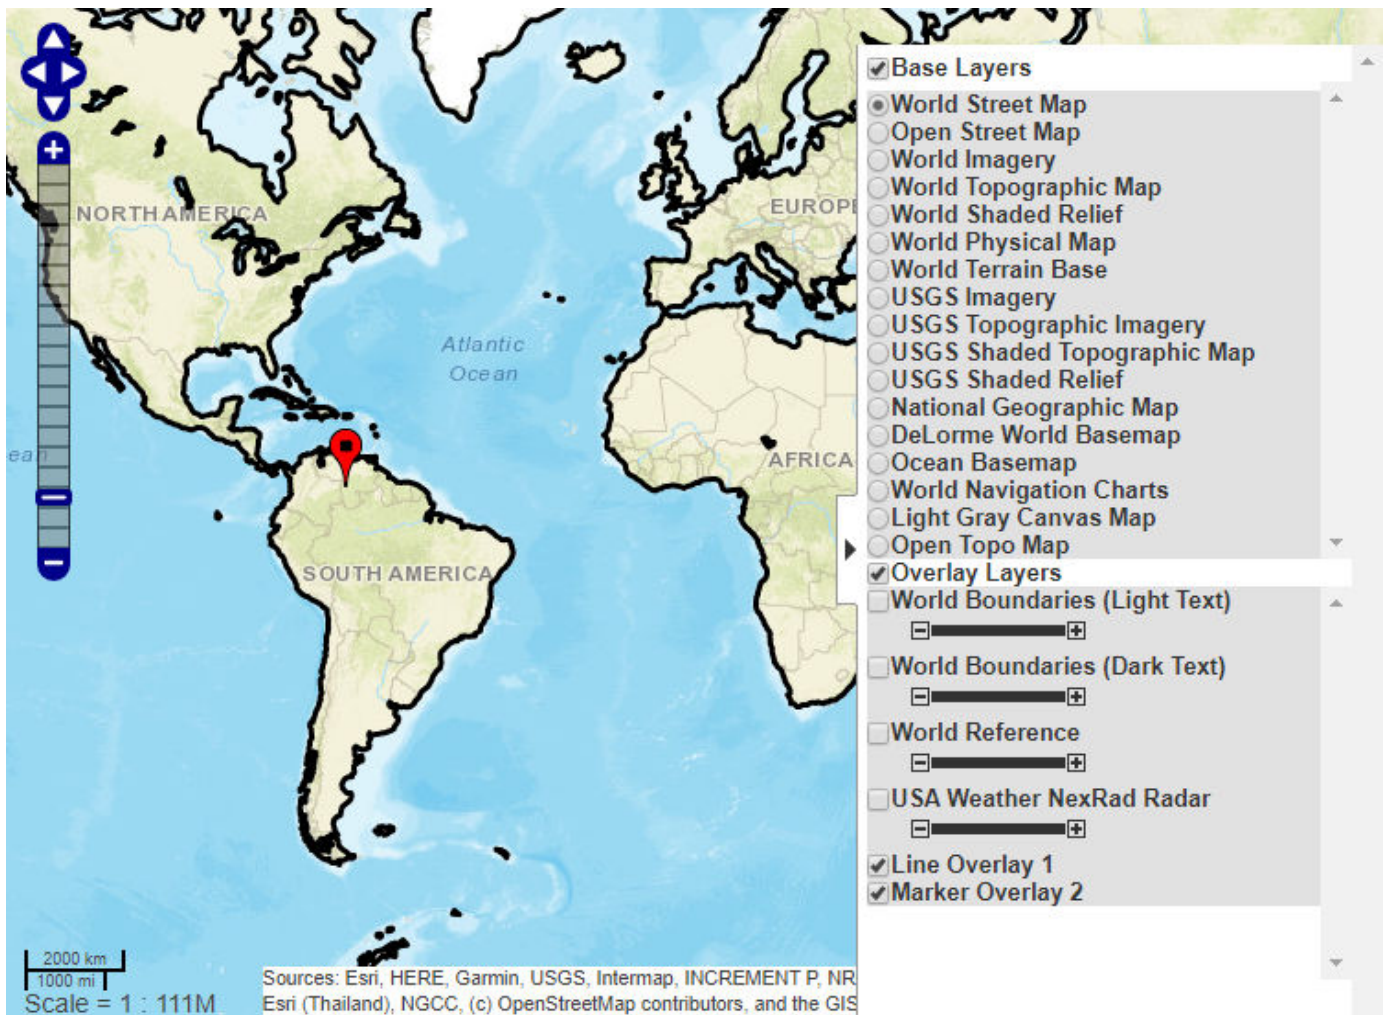 NORTH AMERICA
EUROPE
Atlantic
Ocean
AFRICA
SOUTH AMERICA
2000 km
1000 mi
Scale = 1 : 111M
Sources: Esri, HERE, Garmin, USGS, Intermap, INCREMENT P, NR
Esri (Thailand), NGCC, (c) OpenStreetMap contributors, and the GIS
Base Layers
World Street Map
Open Street Map
World Imagery
World Topographic Map
World Shaded Relief
World Physical Map
World Terrain Base
USGS Imagery
USGS Topographic Imagery
USGS Shaded Topographic Map
USGS Shaded Relief
National Geographic Map
DeLorme World Basemap
Ocean Basemap
World Navigation Charts
Light Gray Canvas Map
Open Topo Map
Overlay Layers
World Boundaries (Light Text)
World Boundaries (Dark Text)
World Reference
USA Weather NexRad Radar
Line Overlay 1
Marker Overlay 2